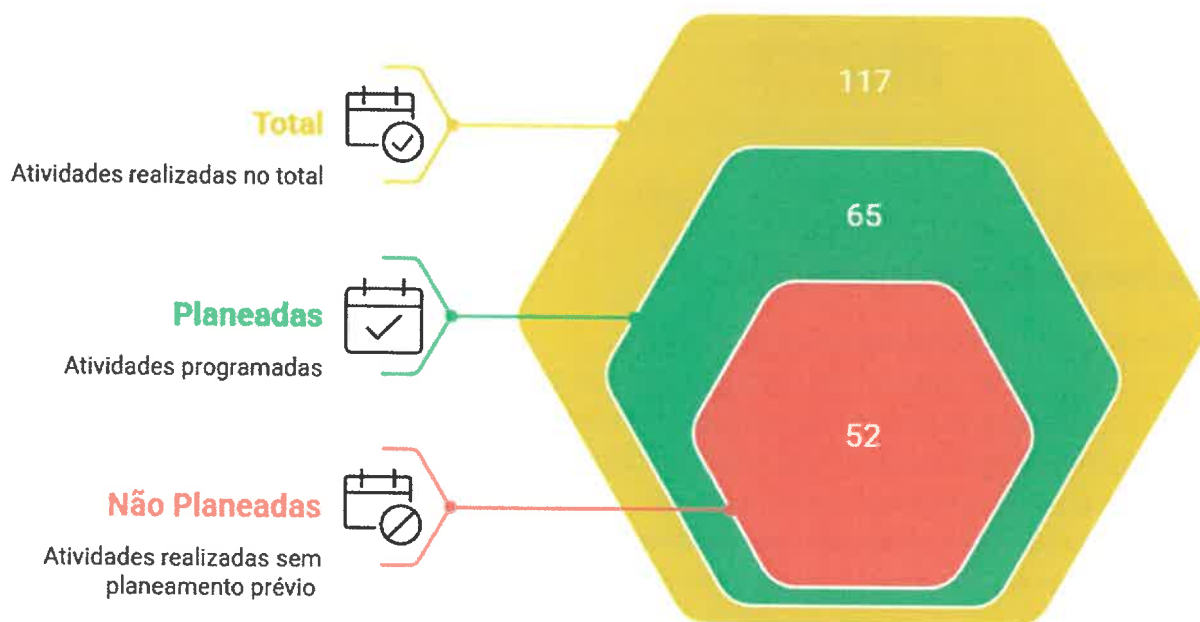 117
Total
Atividades realizadas no total
65
Planeadas
Atividades programadas
52
Não Planeadas
Atividades realizadas sem
planeamento prévio